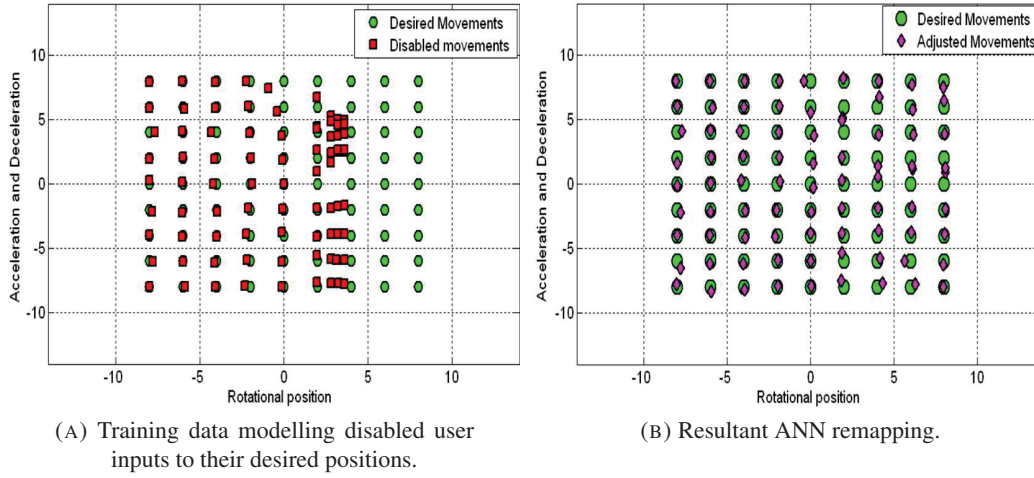 Desired Movements
Disabled movements
10
5
0
-5
-10
Acceleration and Deceleration
-10
-5
0
5
10
Rotational position
(A) Training data modelling disabled user
inputs to their desired positions.
Desired Movements
Adjusted Movements
10
5
0
-5
-10
Acceleration and Deceleration
-10
-5
0
5
10
Rotational position
(B) Resultant ANN remapping.